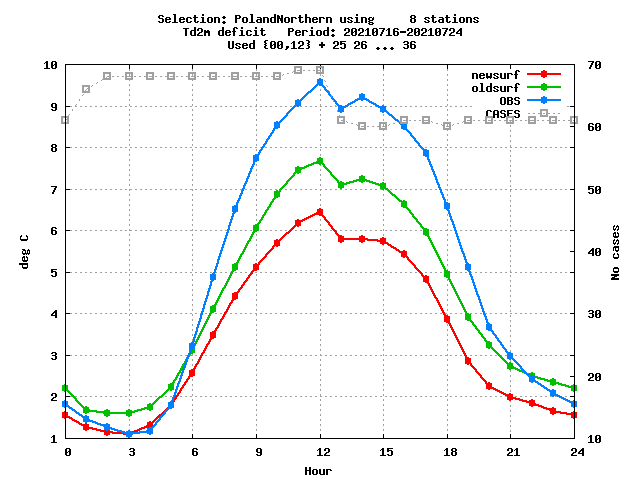 Selection: PolandNorthern using     8 stations
Td2m deficit   Period: 20210716-20210724
Used {00,12} + 25 26 ... 36
newsurf
oldsurf
OBS
CASES
10
9
8
7
6
5
4
3
2
1
deg C
70
60
50
40
30
20
10
No cases
0 3 6 9 12 15 18 21 24
Hour